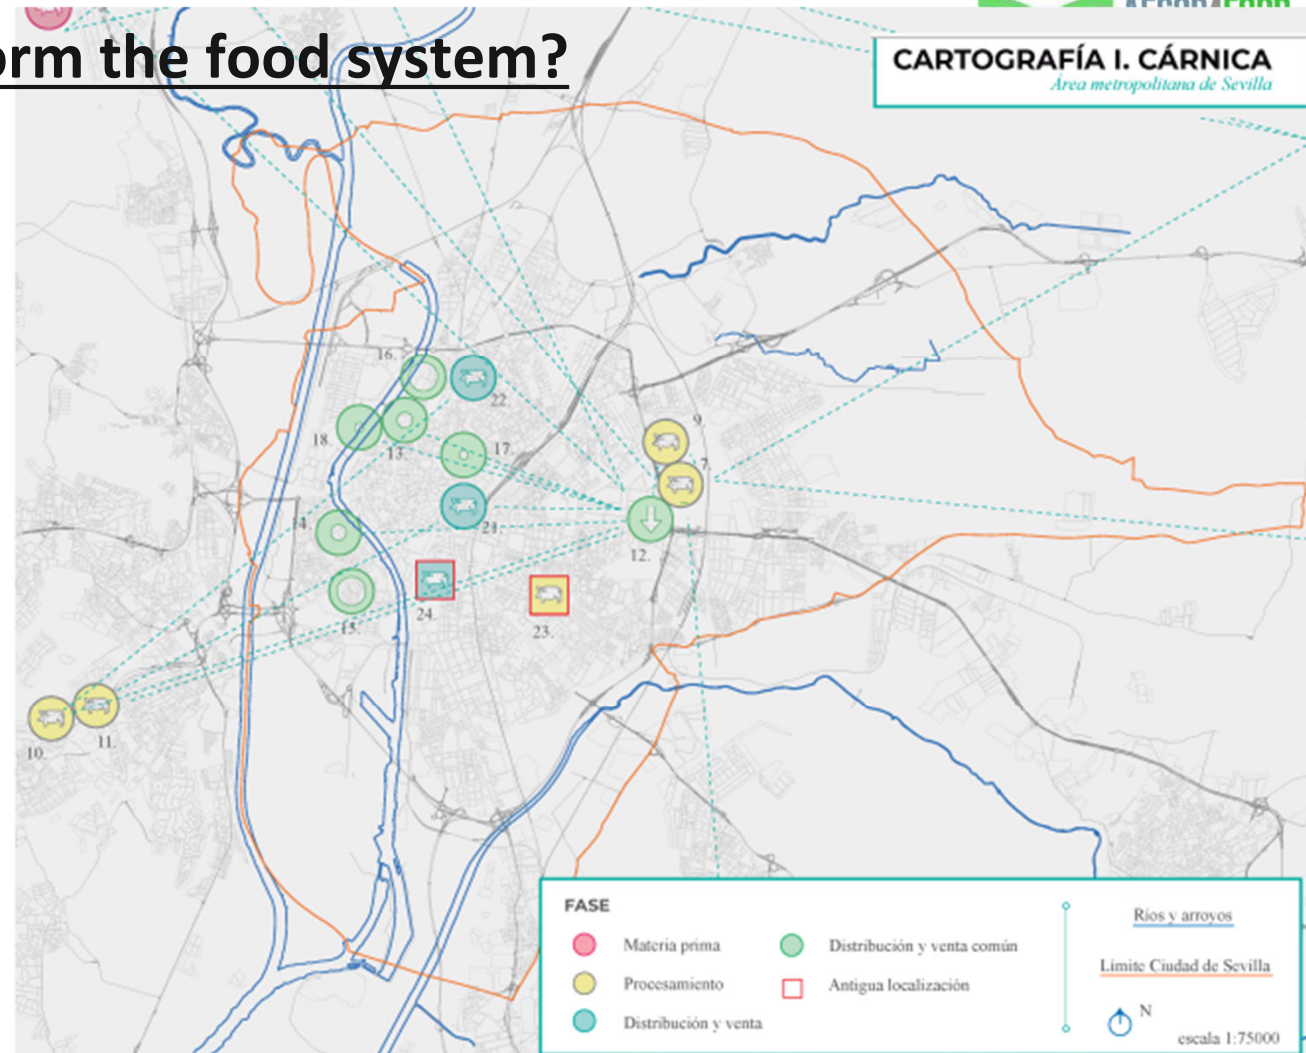 AESOP4FOOD
orm the food system?
CARTOGRAFÍA I. CÁRNICA
Área metropolitana de Sevilla
16.
22.
18.
13.
17.
9.
7.
14.
21.
12.
24.
15.
23.
10.
11.
FASE
Materia prima
Procesamiento
Distribución y venta
Distribución y venta común
Antigua localización
Ríos y arroyos
Límite Ciudad de Sevilla
N
escala 1:75000